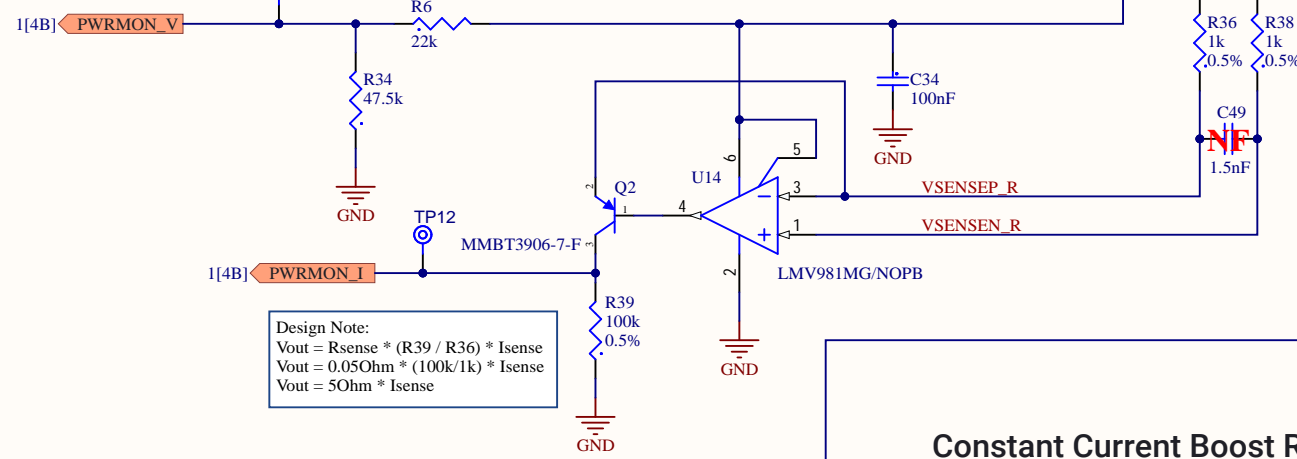 R6
1[4B] PWRMON_V
22k
R34
47.5k
GND
R36
1k
0.5%
R38
1k
0.5%
C34
100nF
GND
C49
NF
1.5nF
5
6
U14
3
VSENSEP_R
2
Q2
1
4
1
VSENSEN_R
TP12
MMBT3906-7-F
3
2
LMV981MG/NOPB
1[4B] PWRMON_I
R39
100k
0.5%
GND
GND
Design Note:
Vout = Rsense * (R39 / R36) * Isense
Vout = 0.05Ohm * (100k/1k) * Isense
Vout = 5Ohm * Isense
Constant Current Boost R